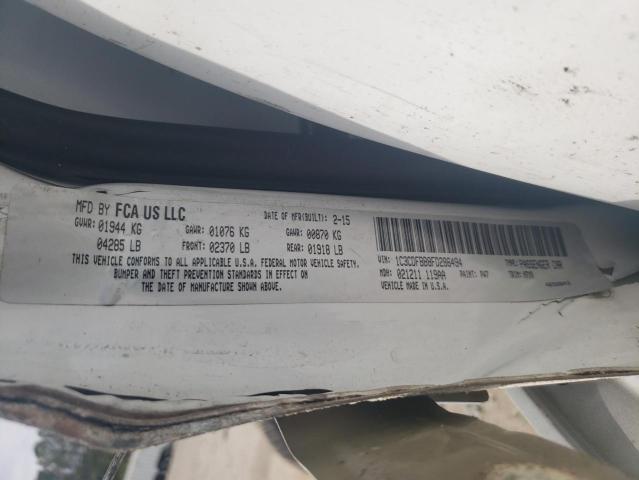 MFD BY FCA US LLC
DATE OF MFR(BUILT): 2-15
GVWR: 01944 KG
GAWR: 01076 KG
GAWR: 00870 KG
04285 LB
FRONT: 02370 LB
REAR: 01918 LB
THIS VEHICLE CONFORMS TO ALL APPLICABLE U.S.A. FEDERAL MOTOR VEHICLE SAFETY,
BUMPER AND THEFT PREVENTION STANDARDS IN EFFECT ON
THE DATE OF MANUFACTURE SHOWN ABOVE.
VIN: 1C3CDFBB8FD298494
TYPE: PASSENGER CAR
MDH: 021211 119AA
PAINT: PW7
TRIM:
VEHICLE MADE IN U.S.A.